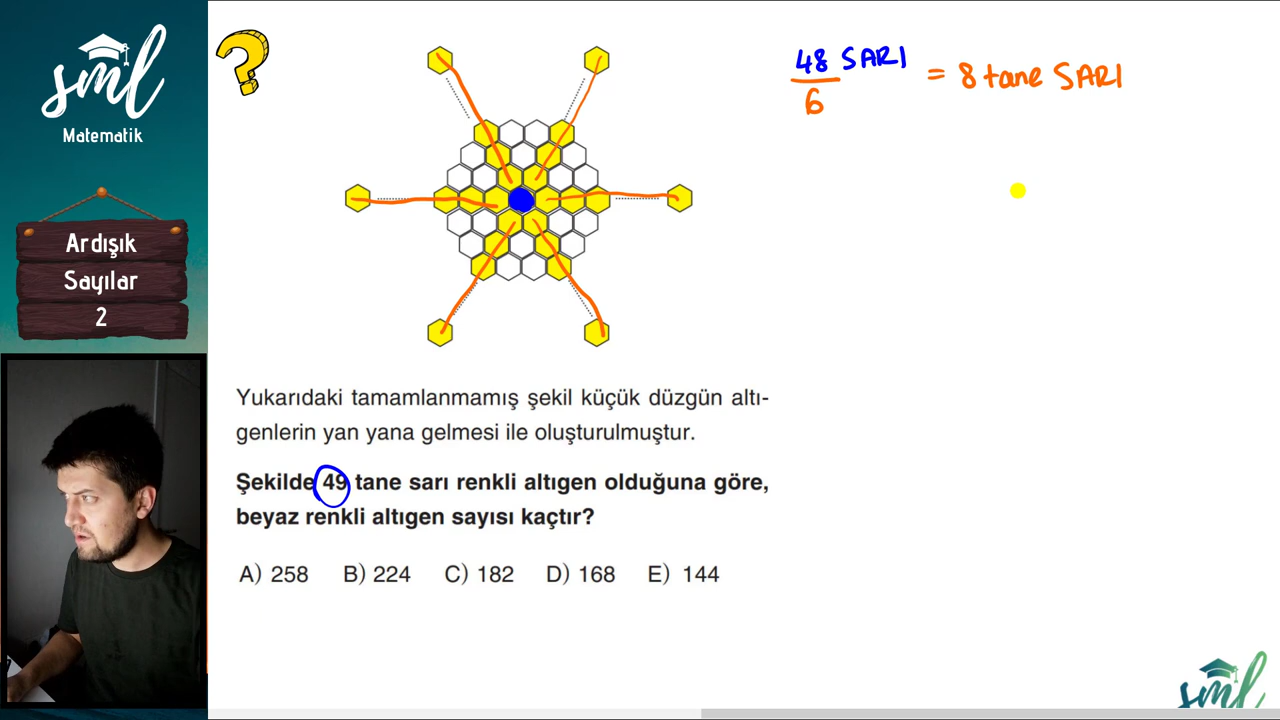 sml
Matematik
Ardışık
Sayılar
2
?
48 SARI
6
= 8 tane SARI
Yukarıdaki tamamlanmamış şekil küçük düzgün altı-
genlerin yan yana gelmesi ile oluşturulmuştur.
Şekilde 49 tane sarı renkli altıgen olduğuna göre,
beyaz renkli altıgen sayısı kaçtır?
A) 258 B) 224 C) 182 D) 168 E) 144
sml